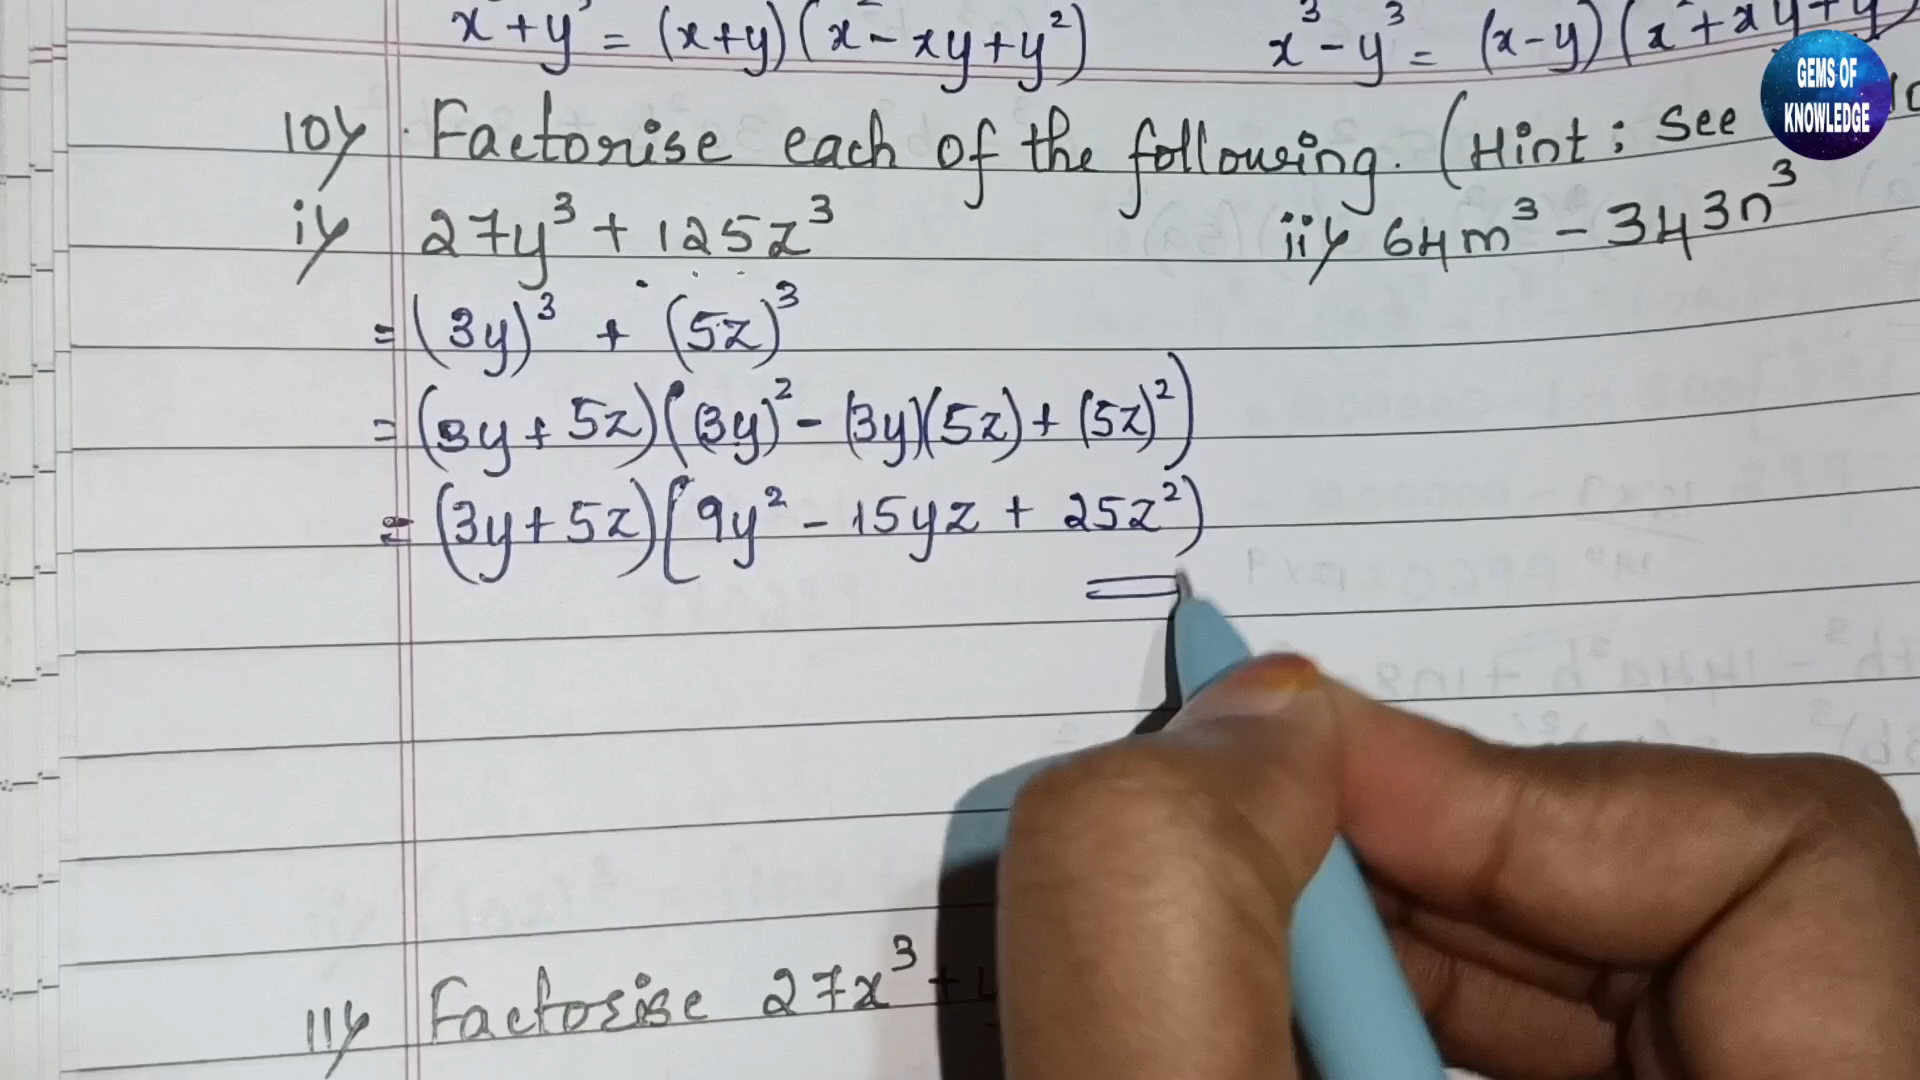 x³ + y³ = (x+y)(x² - xy + y²) x³ - y³ = (x-y)(x² + xy + y²)
GEMS OF
KNOWLEDGE
10) Factorise each of the following. (Hint : See
i) 27y³ + 125z³ ii) 64m³ - 343n³
= (3y)³ + (5z)³
= (3y + 5z)((3y)² - (3y)(5z) + (5z)²)
= (3y + 5z)(9y² - 15yz + 25z²)
11) Factorise 27x³ +